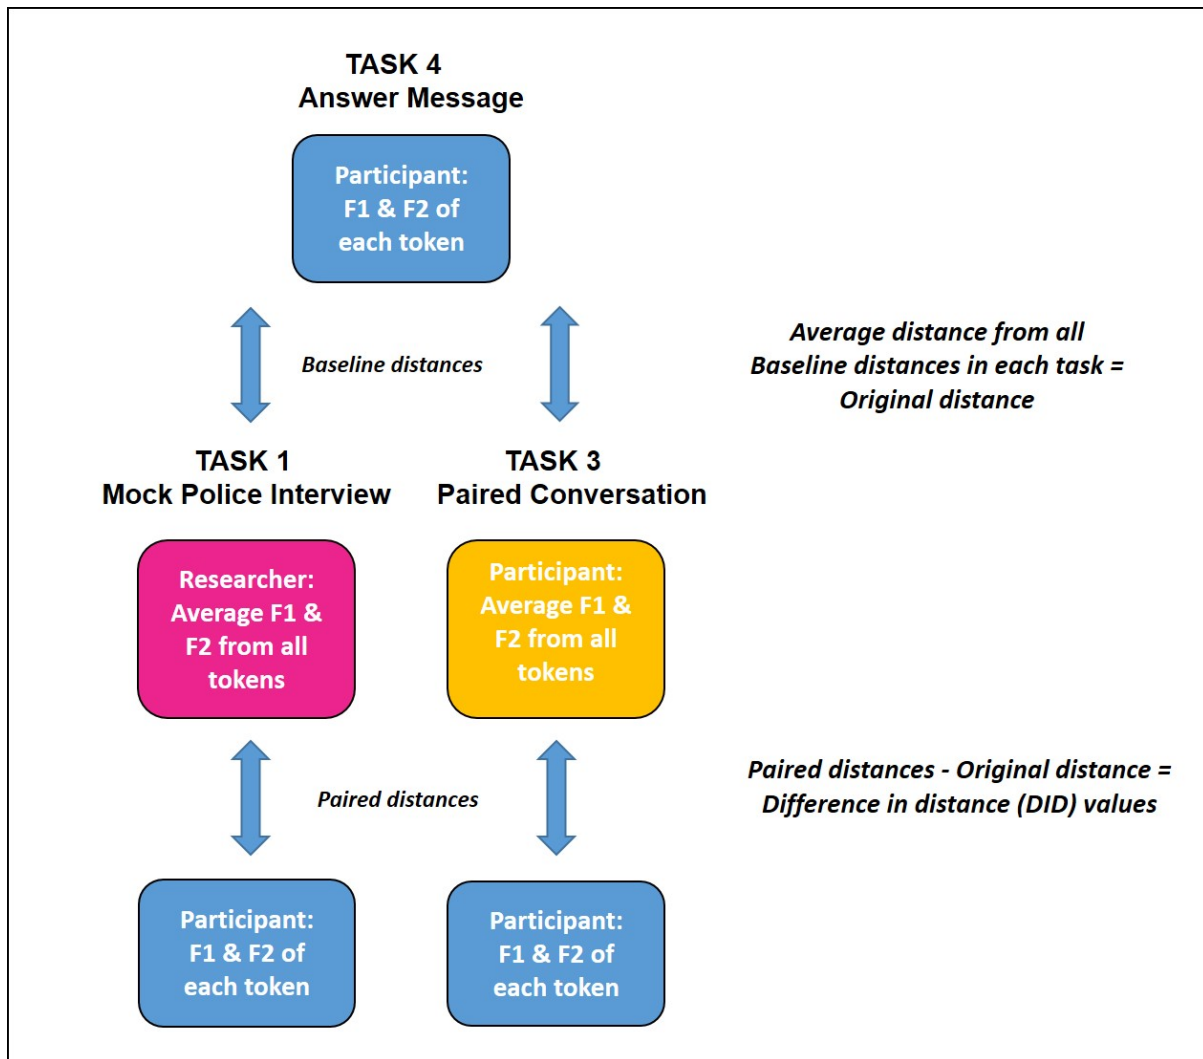 TASK 4
Answer Message
Participant:
F1 & F2 of
each token
Baseline distances
Average distance from all
Baseline distances in each task =
Original distance
TASK 1
Mock Police Interview
TASK 3
Paired Conversation
Researcher:
Average F1 &
F2 from all
tokens
Participant:
Average F1 &
F2 from all
tokens
Paired distances
Paired distances - Original distance =
Difference in distance (DID) values
Participant:
F1 & F2 of
each token
Participant:
F1 & F2 of
each token